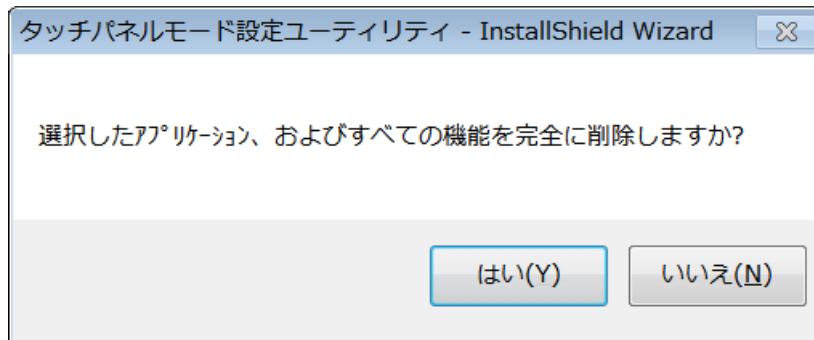 タッチパネルモード設定ユーティリティ - InstallShield Wizard
選択したｱﾌﾟﾘｹｰｼｮﾝ、およびすべての機能を完全に削除しますか?
はい(Y)
いいえ(N)